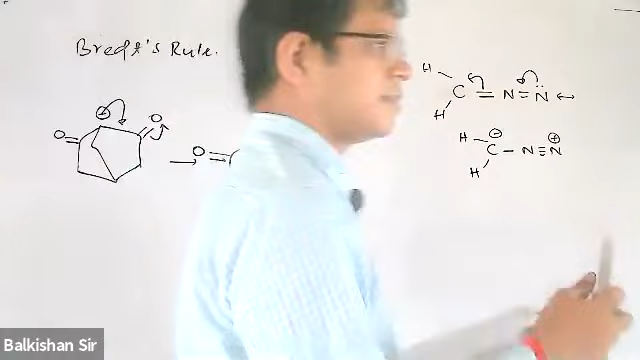 Bredt's Rule.
H
C = N = N̈ ↔
H
⊕ O
O
H ⊖ ⊕
C - N ≡ N
→ O =
H
Balkishan Sir